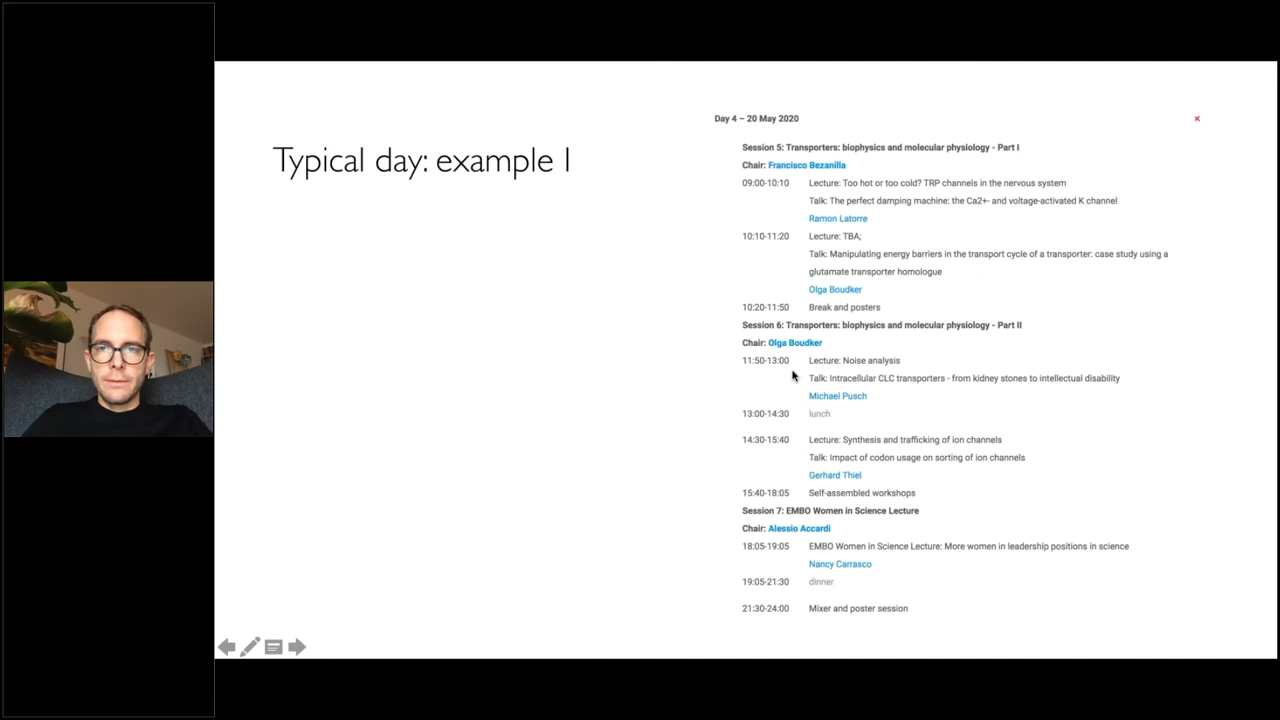 Typical day: example I
Day 4 – 20 May 2020
Session 5: Transporters: biophysics and molecular physiology - Part I
Chair: Francisco Bezanilla
09:00-10:10 Lecture: Too hot or too cold? TRP channels in the nervous system
Talk: The perfect damping machine: the Ca2+- and voltage-activated K channel
Ramon Latorre
10:10-11:20 Lecture: TBA;
Talk: Manipulating energy barriers in the transport cycle of a transporter: case study using a
glutamate transporter homologue
Olga Boudker
10:20-11:50 Break and posters
Session 6: Transporters: biophysics and molecular physiology - Part II
Chair: Olga Boudker
11:50-13:00 Lecture: Noise analysis
Talk: Intracellular CLC transporters - from kidney stones to intellectual disability
Michael Pusch
13:00-14:30 lunch
14:30-15:40 Lecture: Synthesis and trafficking of ion channels
Talk: Impact of codon usage on sorting of ion channels
Gerhard Thiel
15:40-18:05 Self-assembled workshops
Session 7: EMBO Women in Science Lecture
Chair: Alessio Accardi
18:05-19:05 EMBO Women in Science Lecture: More women in leadership positions in science
Nancy Carrasco
19:05-21:30 dinner
21:30-24:00 Mixer and poster session